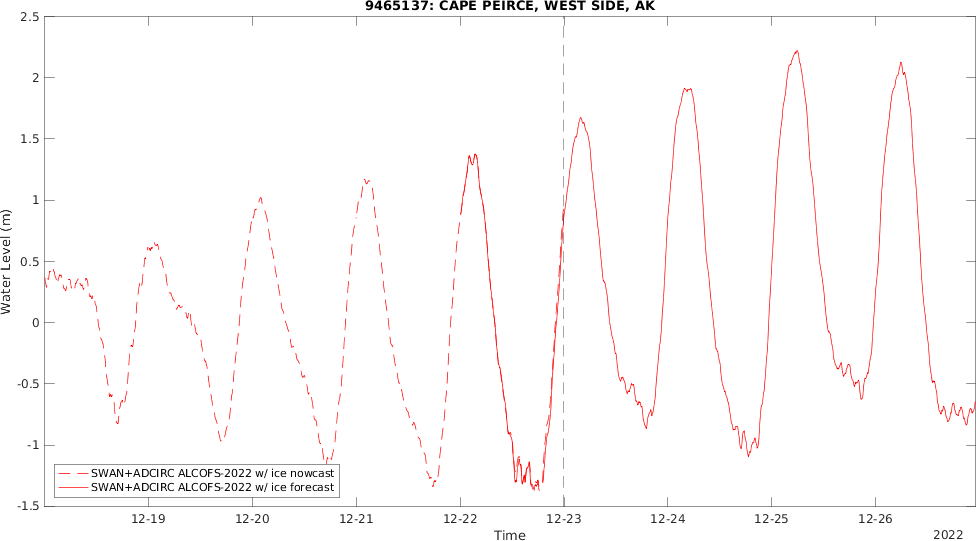 9465137: CAPE PEIRCE, WEST SIDE, AK
2.5
2
1.5
1
0.5
0
-0.5
-1
-1.5
Water Level (m)
SWAN+ADCIRC ALCOFS-2022 w/ ice nowcast
SWAN+ADCIRC ALCOFS-2022 w/ ice forecast
12-19 12-20 12-21 12-22 12-23 12-24 12-25 12-26
Time
2022